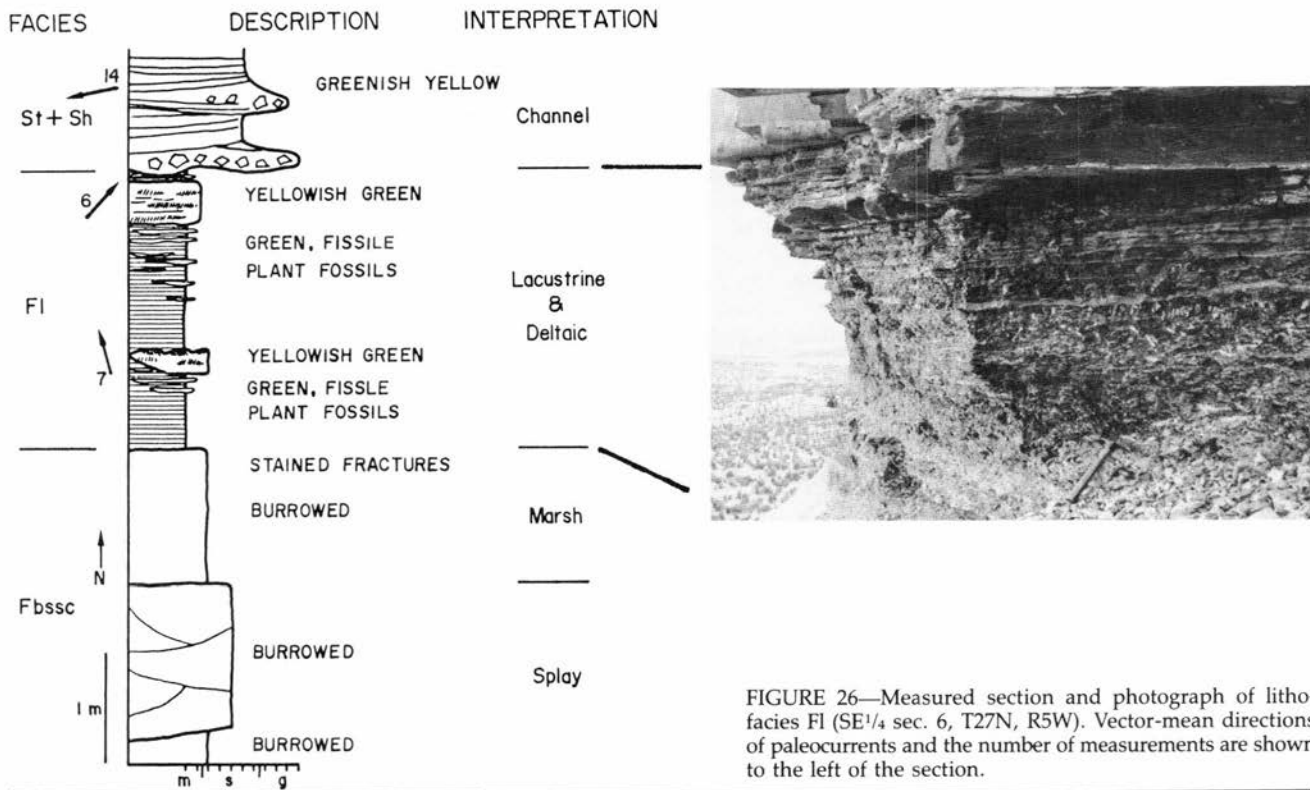 FACIES DESCRIPTION INTERPRETATION
14
GREENISH YELLOW
St + Sh
Channel
6
YELLOWISH GREEN
GREEN, FISSILE
PLANT FOSSILS
Fl
Lacustrine
&
Deltaic
YELLOWISH GREEN
7
GREEN, FISSLE
PLANT FOSSILS
STAINED FRACTURES
BURROWED
Marsh
N
Fbssc
BURROWED
Splay
1 m
BURROWED
m s g
FIGURE 26—Measured section and photograph of litho-
facies Fl (SE1/4 sec. 6, T27N, R5W). Vector-mean directions
of paleocurrents and the number of measurements are shown
to the left of the section.